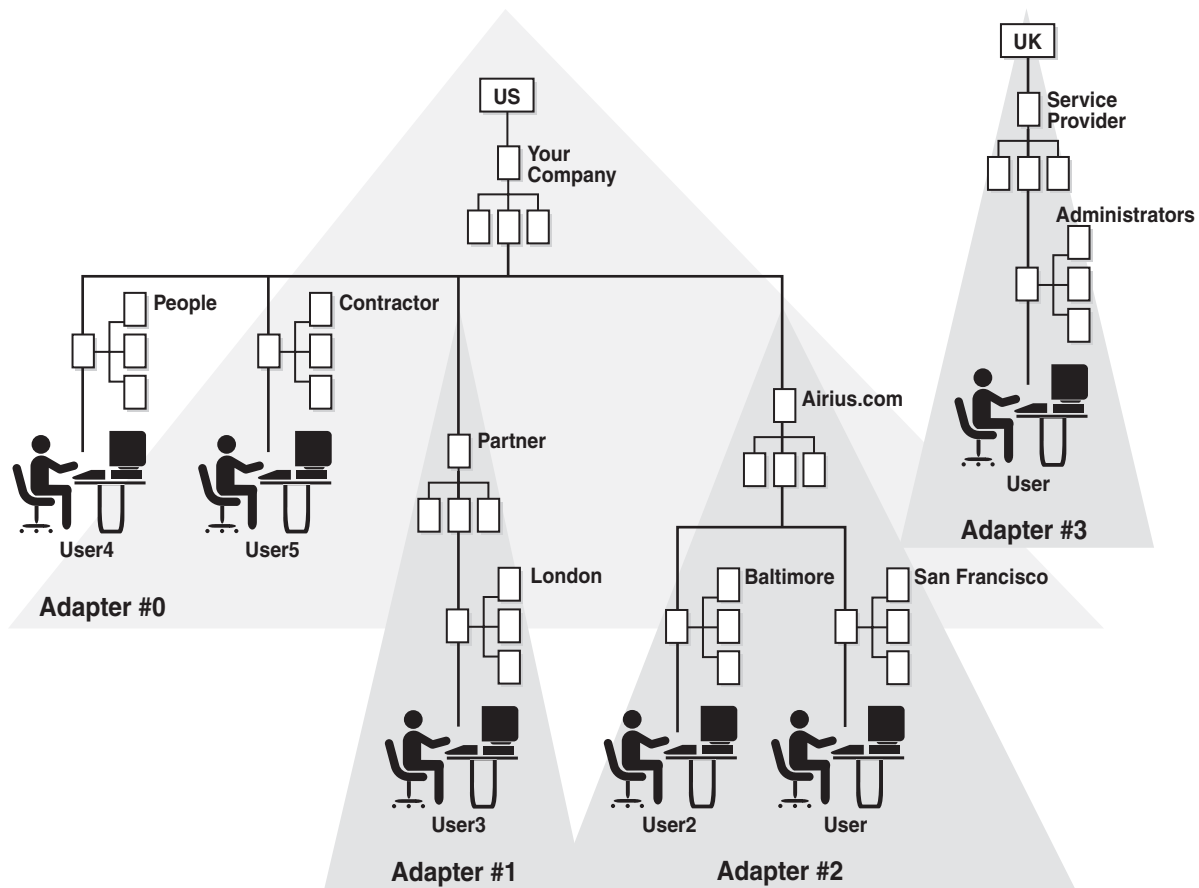 US
Your
Company
People
Contractor
User4
User5
Adapter #0
Partner
London
User3
Adapter #1
Airius.com
Baltimore
San Francisco
User2
User
Adapter #2
UK
Service
Provider
Administrators
User
Adapter #3